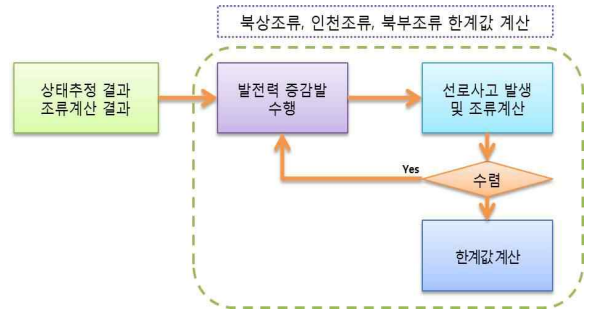 북상조류, 인천조류, 북부조류 한계값 계산
상태추정 결과
조류계산 결과
발전력 증감발
수행
선로사고 발생
및 조류계산
Yes
수렴
한계값계산